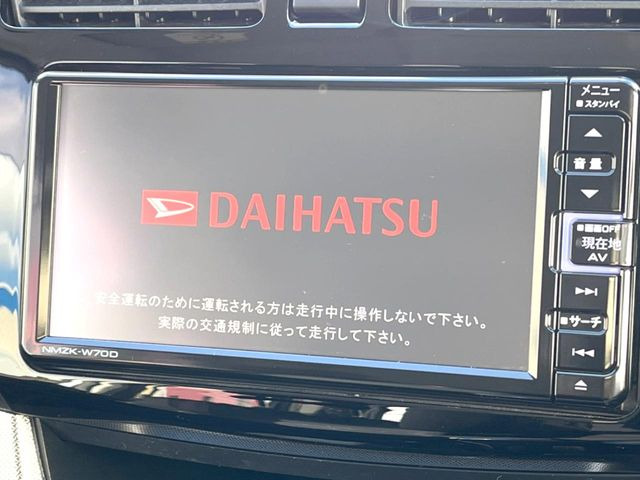 メニュー
■スタンバイ
音量
DAIHATSU
■画面OFF
現在地
AV
安全運転のために運転される方は走行中に操作しないで下さい。
実際の交通規制に従って走行して下さい。
■サーチ
NMZK-W70D